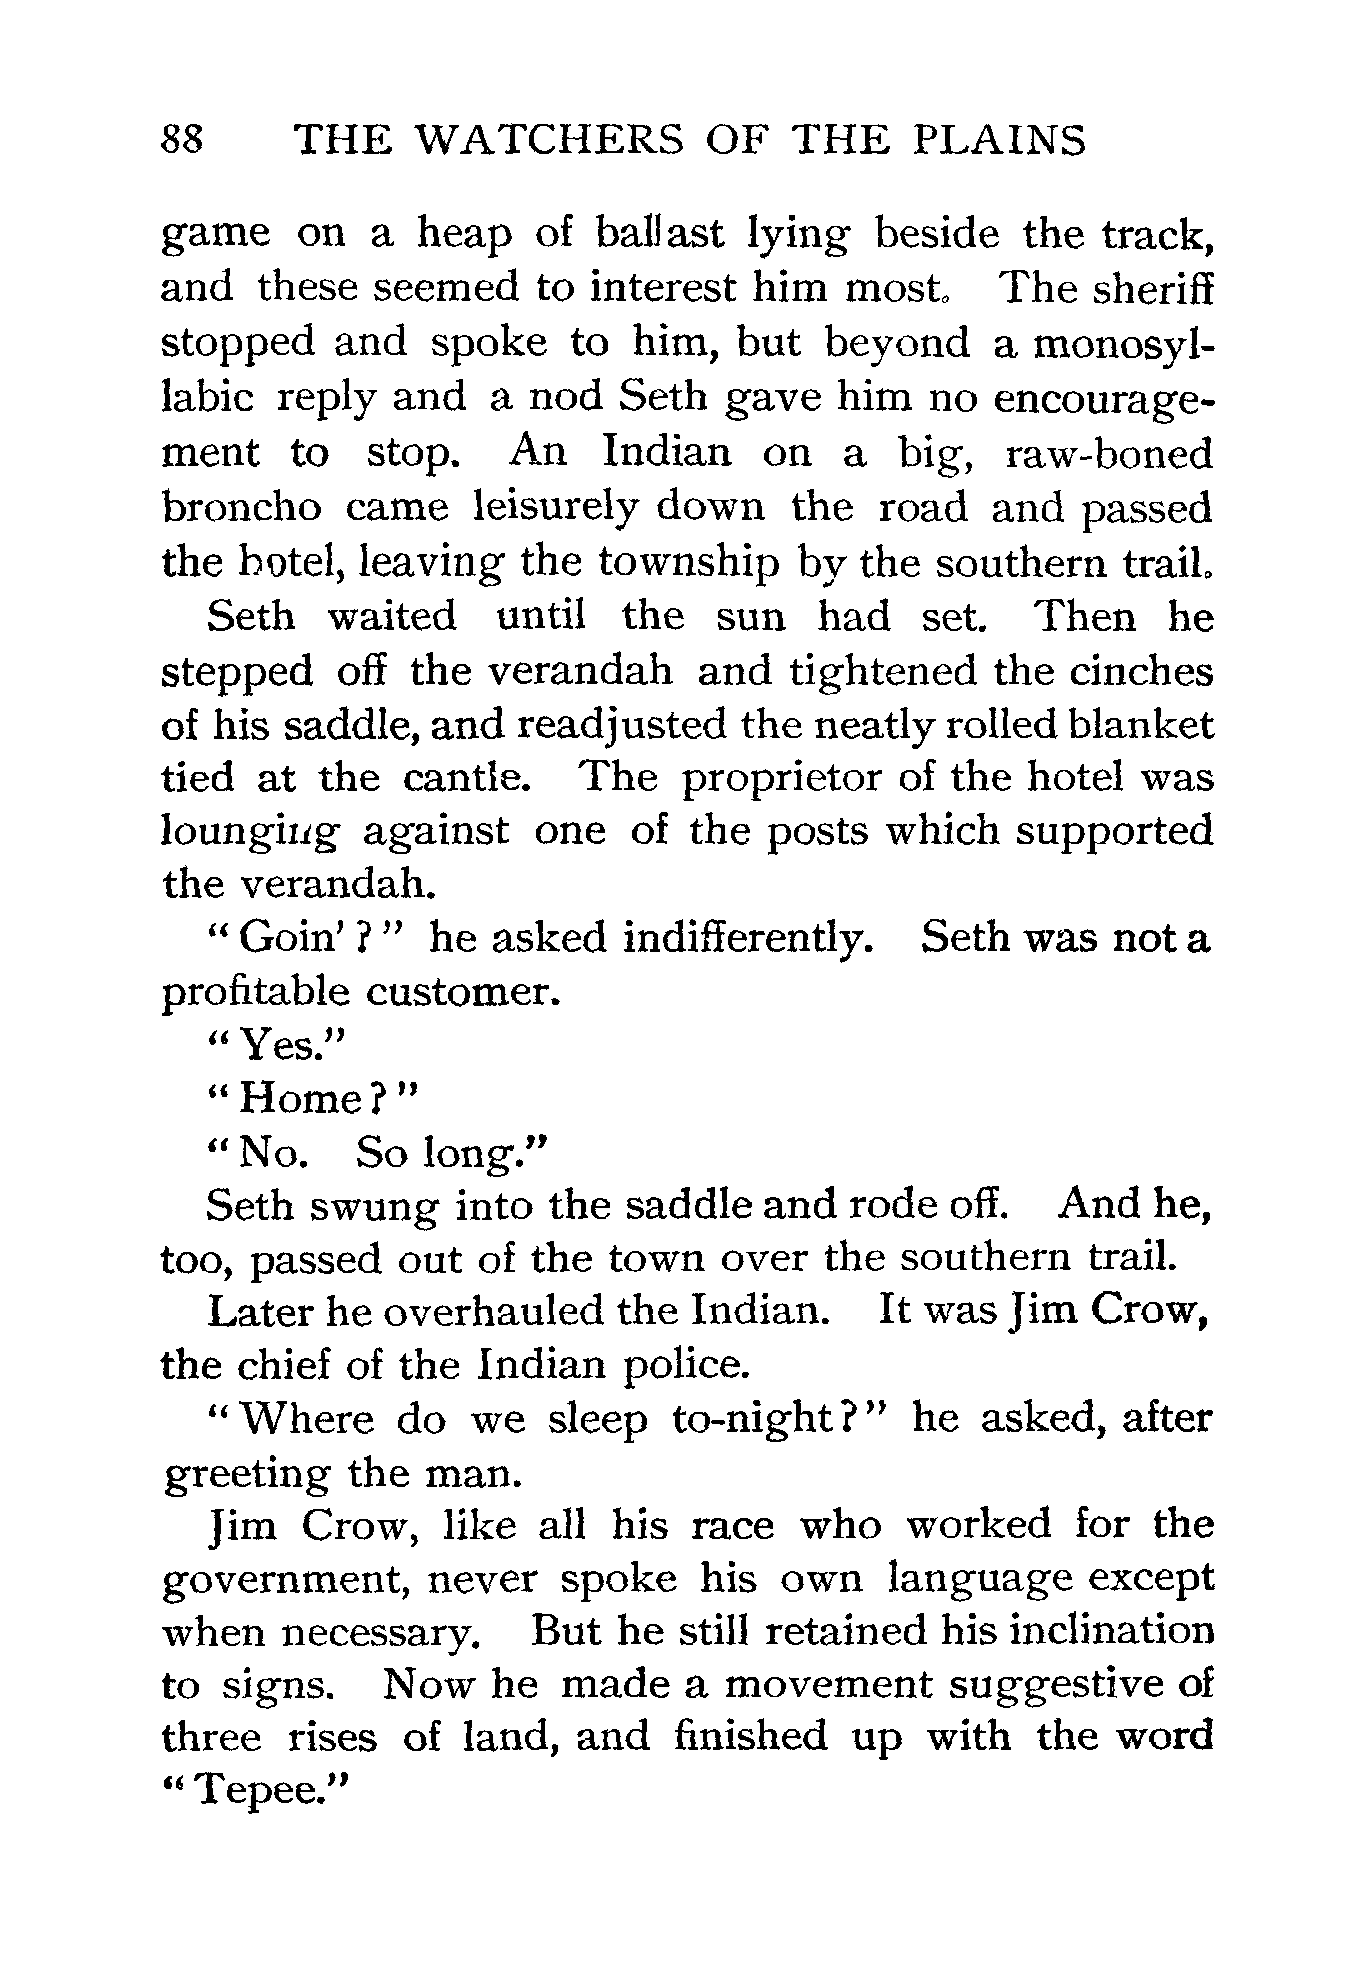 88 THE WATCHERS OF THE PLAINS
game on a heap of ballast lying beside the track,
and these seemed to interest him most. The sheriff
stopped and spoke to him, but beyond a monosyl-
labic reply and a nod Seth gave him no encourage-
ment to stop. An Indian on a big, raw-boned
broncho came leisurely down the road and passed
the hotel, leaving the township by the southern trail.
Seth waited until the sun had set. Then he
stepped off the verandah and tightened the cinches
of his saddle, and readjusted the neatly rolled blanket
tied at the cantle. The proprietor of the hotel was
lounging against one of the posts which supported
the verandah.
“Goin’?” he asked indifferently. Seth was not a
profitable customer.
“Yes.”
“Home?”
“No. So long.”
Seth swung into the saddle and rode off. And he,
too, passed out of the town over the southern trail.
Later he overhauled the Indian. It was Jim Crow,
the chief of the Indian police.
“Where do we sleep to-night?” he asked, after
greeting the man.
Jim Crow, like all his race who worked for the
government, never spoke his own language except
when necessary. But he still retained his inclination
to signs. Now he made a movement suggestive of
three rises of land, and finished up with the word
“Tepee.”